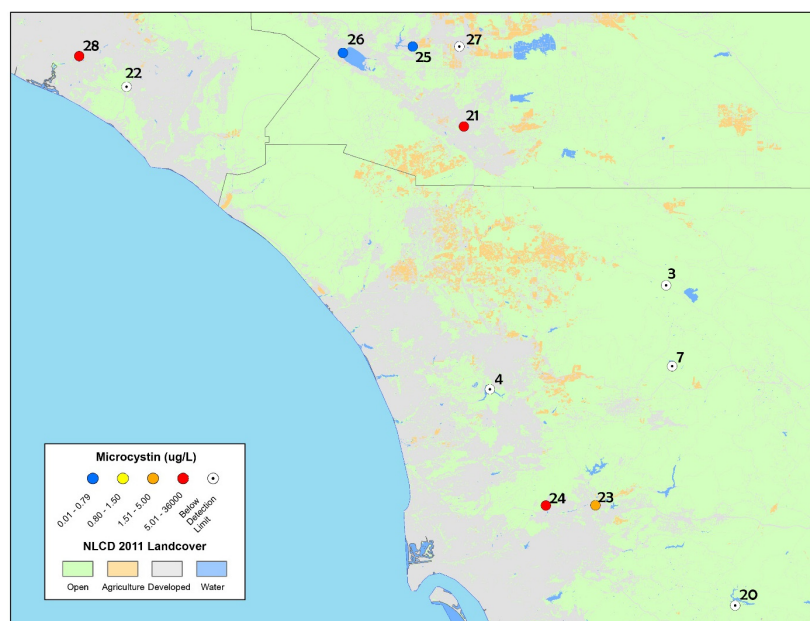 28
22
26
25
27
21
3
7
4
24
23
20
Microcystin (ug/L)
0.01 - 0.79
0.80 - 1.50
1.51 - 5.00
5.01 - 36000
Below
Detection
Limit
NLCD 2011 Landcover
Open
Agriculture
Developed
Water